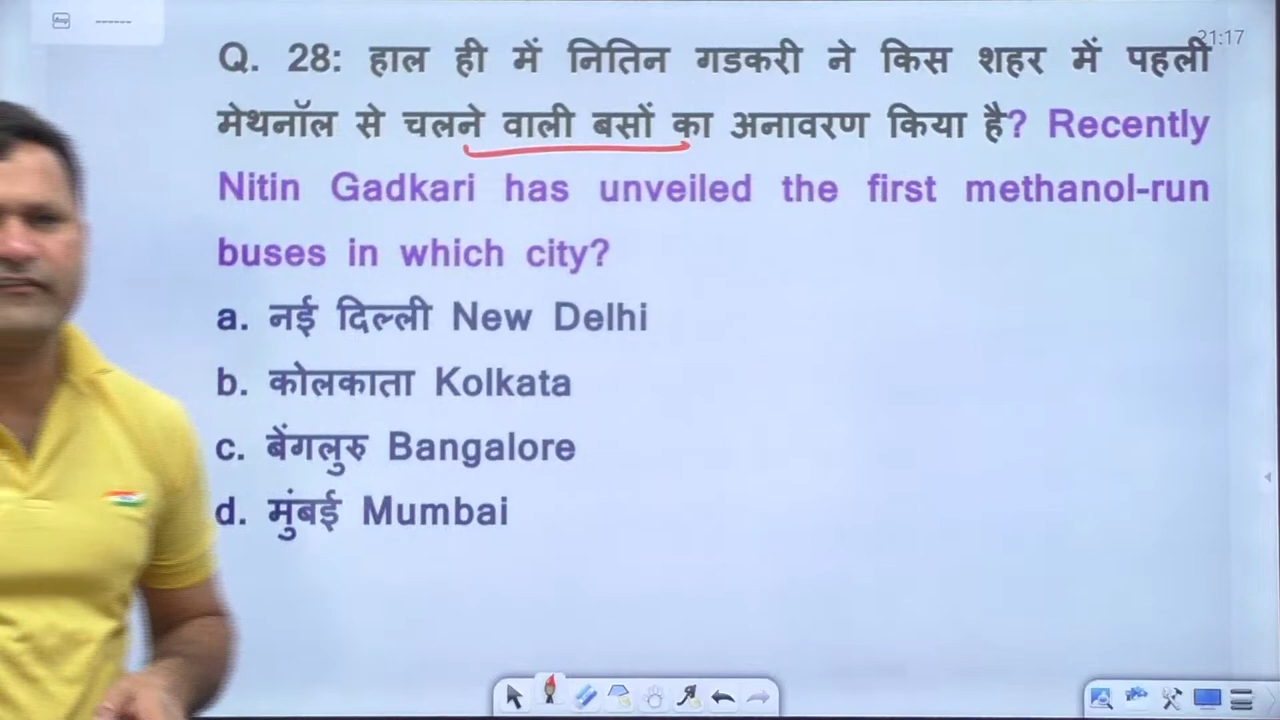 21:17
Q. 28: हाल ही में नितिन गडकरी ने किस शहर में पहली
मेथनॉल से चलने वाली बसों का अनावरण किया है? Recently
Nitin Gadkari has unveiled the first methanol-run
buses in which city?
a. नई दिल्ली New Delhi
b. कोलकाता Kolkata
c. बेंगलुरु Bangalore
d. मुंबई Mumbai